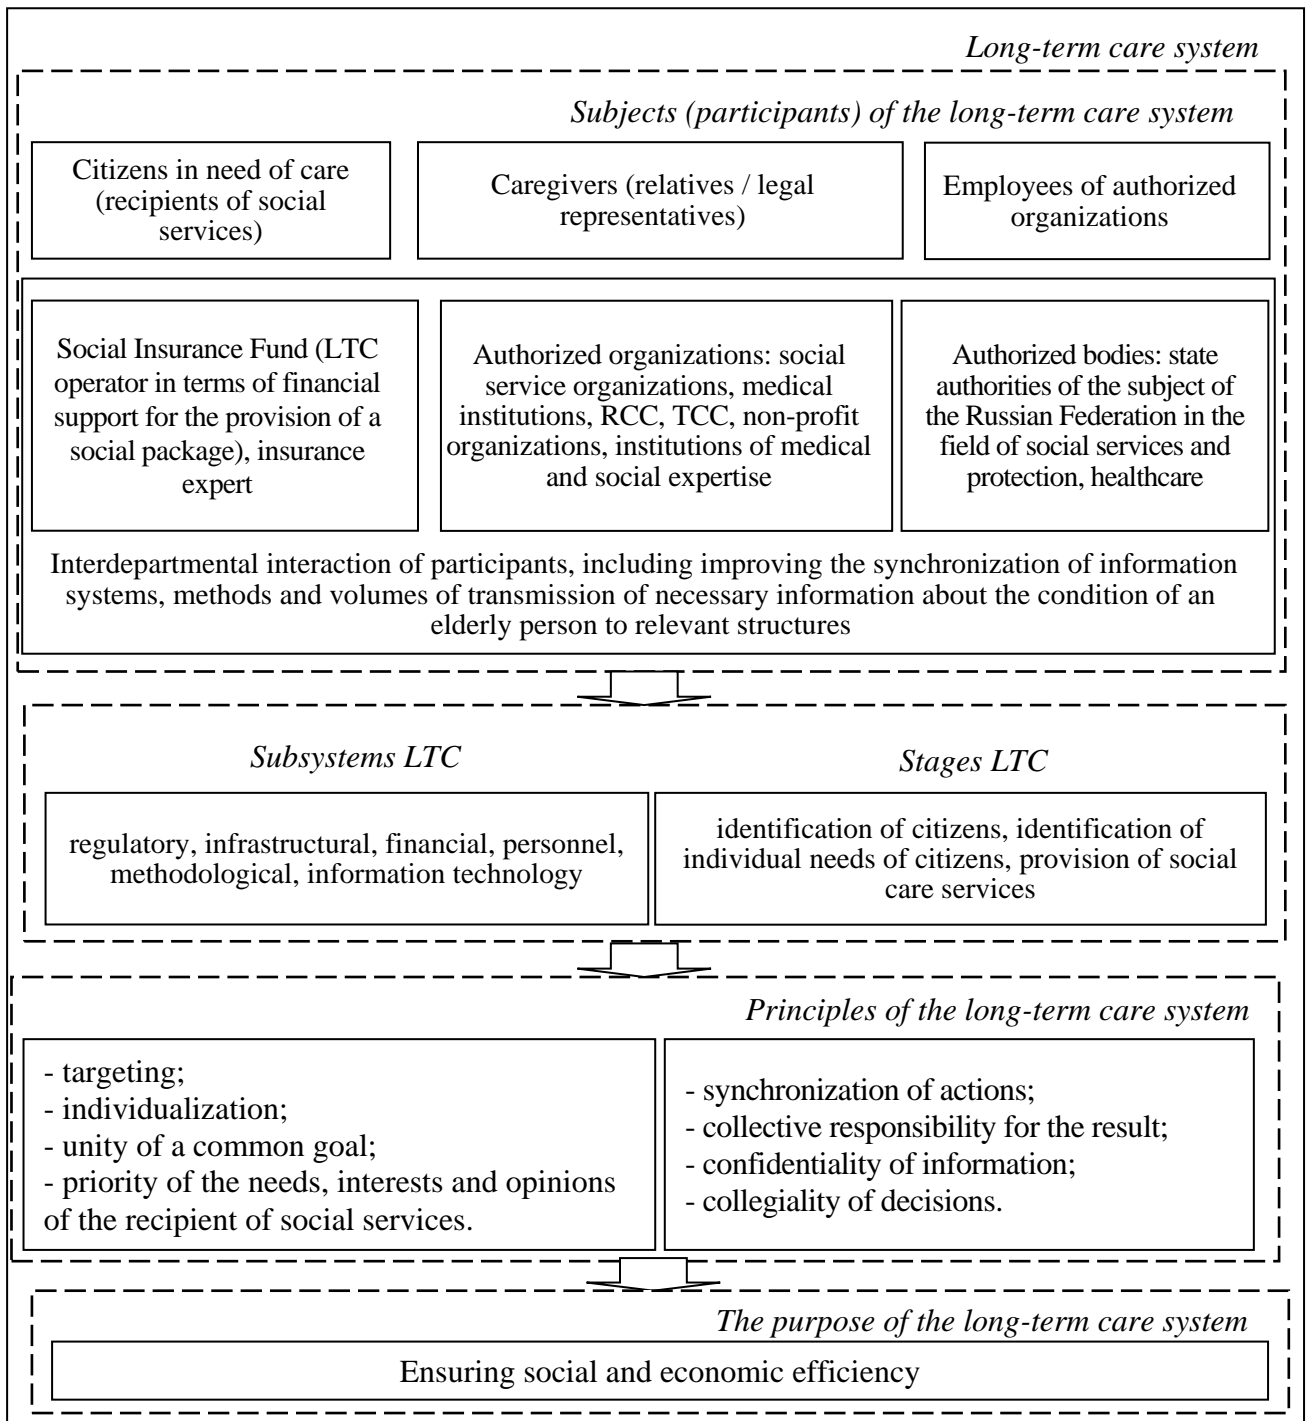 Long-term care system
Subjects (participants) of the long-term care system
Citizens in need of care
(recipients of social
services)
Caregivers (relatives / legal
representatives)
Employees of authorized
organizations
Social Insurance Fund (LTC
operator in terms of financial
support for the provision of a
social package), insurance
expert
Authorized organizations: social
service organizations, medical
institutions, RCC, TCC, non-profit
organizations, institutions of medical
and social expertise
Authorized bodies: state
authorities of the subject of
the Russian Federation in the
field of social services and
protection, healthcare
Interdepartmental interaction of participants, including improving the synchronization of information
systems, methods and volumes of transmission of necessary information about the condition of an
elderly person to relevant structures
Subsystems LTC
regulatory, infrastructural, financial, personnel,
methodological, information technology
Stages LTC
identification of citizens, identification of
individual needs of citizens, provision of social
care services
Principles of the long-term care system
- targeting;
- individualization;
- unity of a common goal;
- priority of the needs, interests and opinions
of the recipient of social services.
- synchronization of actions;
- collective responsibility for the result;
- confidentiality of information;
- collegiality of decisions.
The purpose of the long-term care system
Ensuring social and economic efficiency